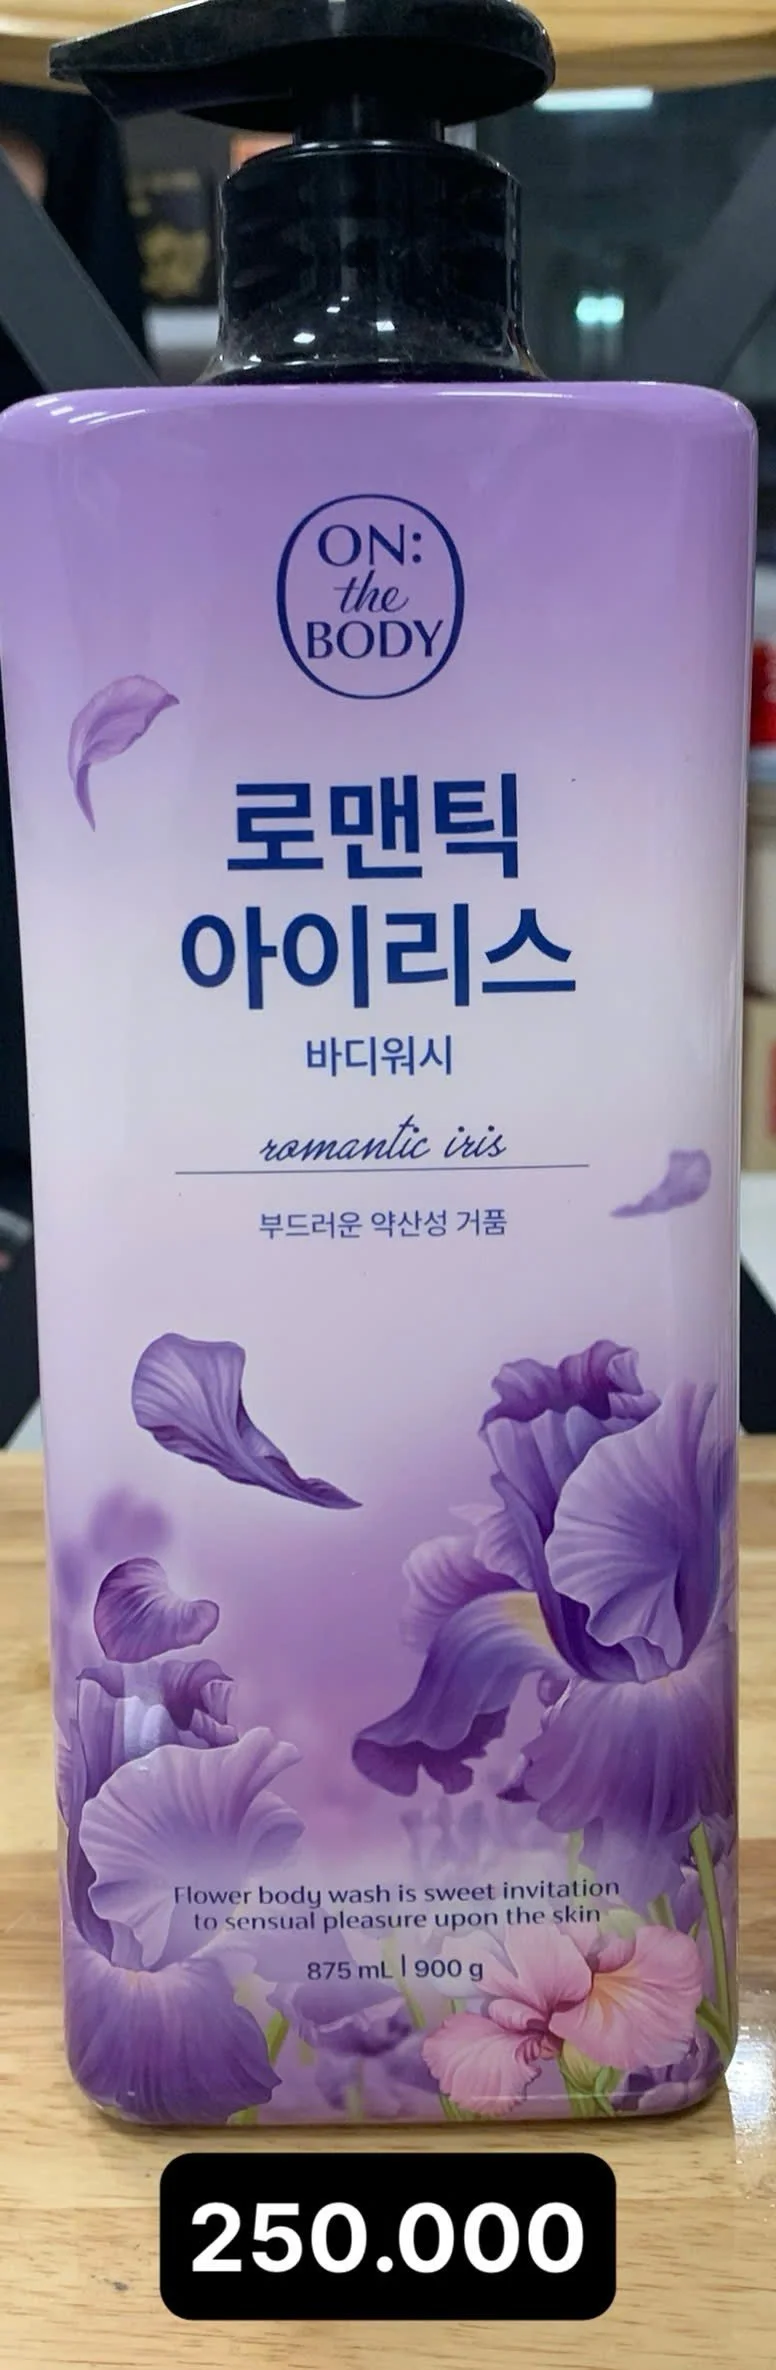 ON:
the
BODY
로맨틱
아이리스
바디워시
romantic iris
부드러운 약산성 거품
Flower body wash is sweet invitation
to sensual pleasure upon the skin
875 mL | 900 g
250.000